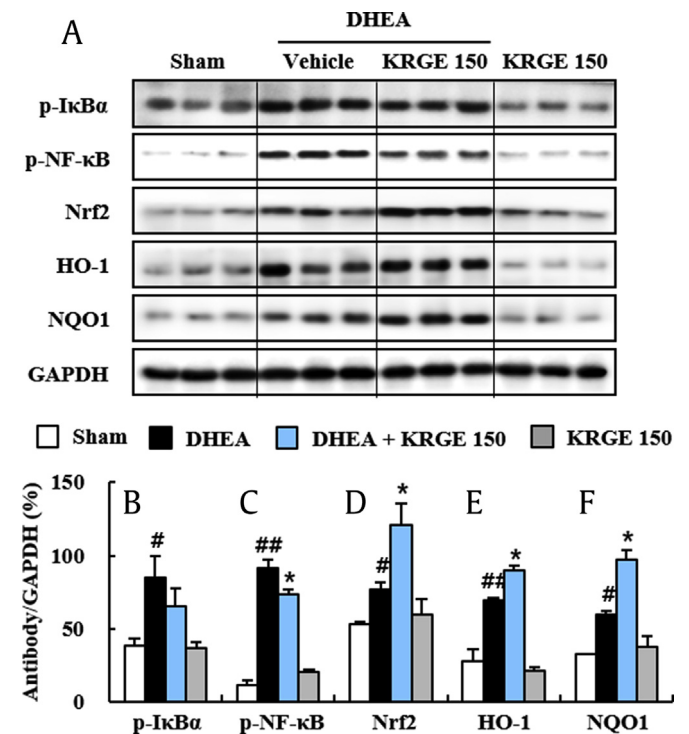 A
DHEA
Sham Vehicle KRGE 150 KRGE 150
p-IκBα
p-NF-κB
Nrf2
HO-1
NQO1
GAPDH
Sham DHEA DHEA + KRGE 150 KRGE 150
Antibody/GAPDH (%)
150
100
50
0
B C D E F
# ## * # * ## * # *
p-IκBα p-NF-κB Nrf2 HO-1 NQO1